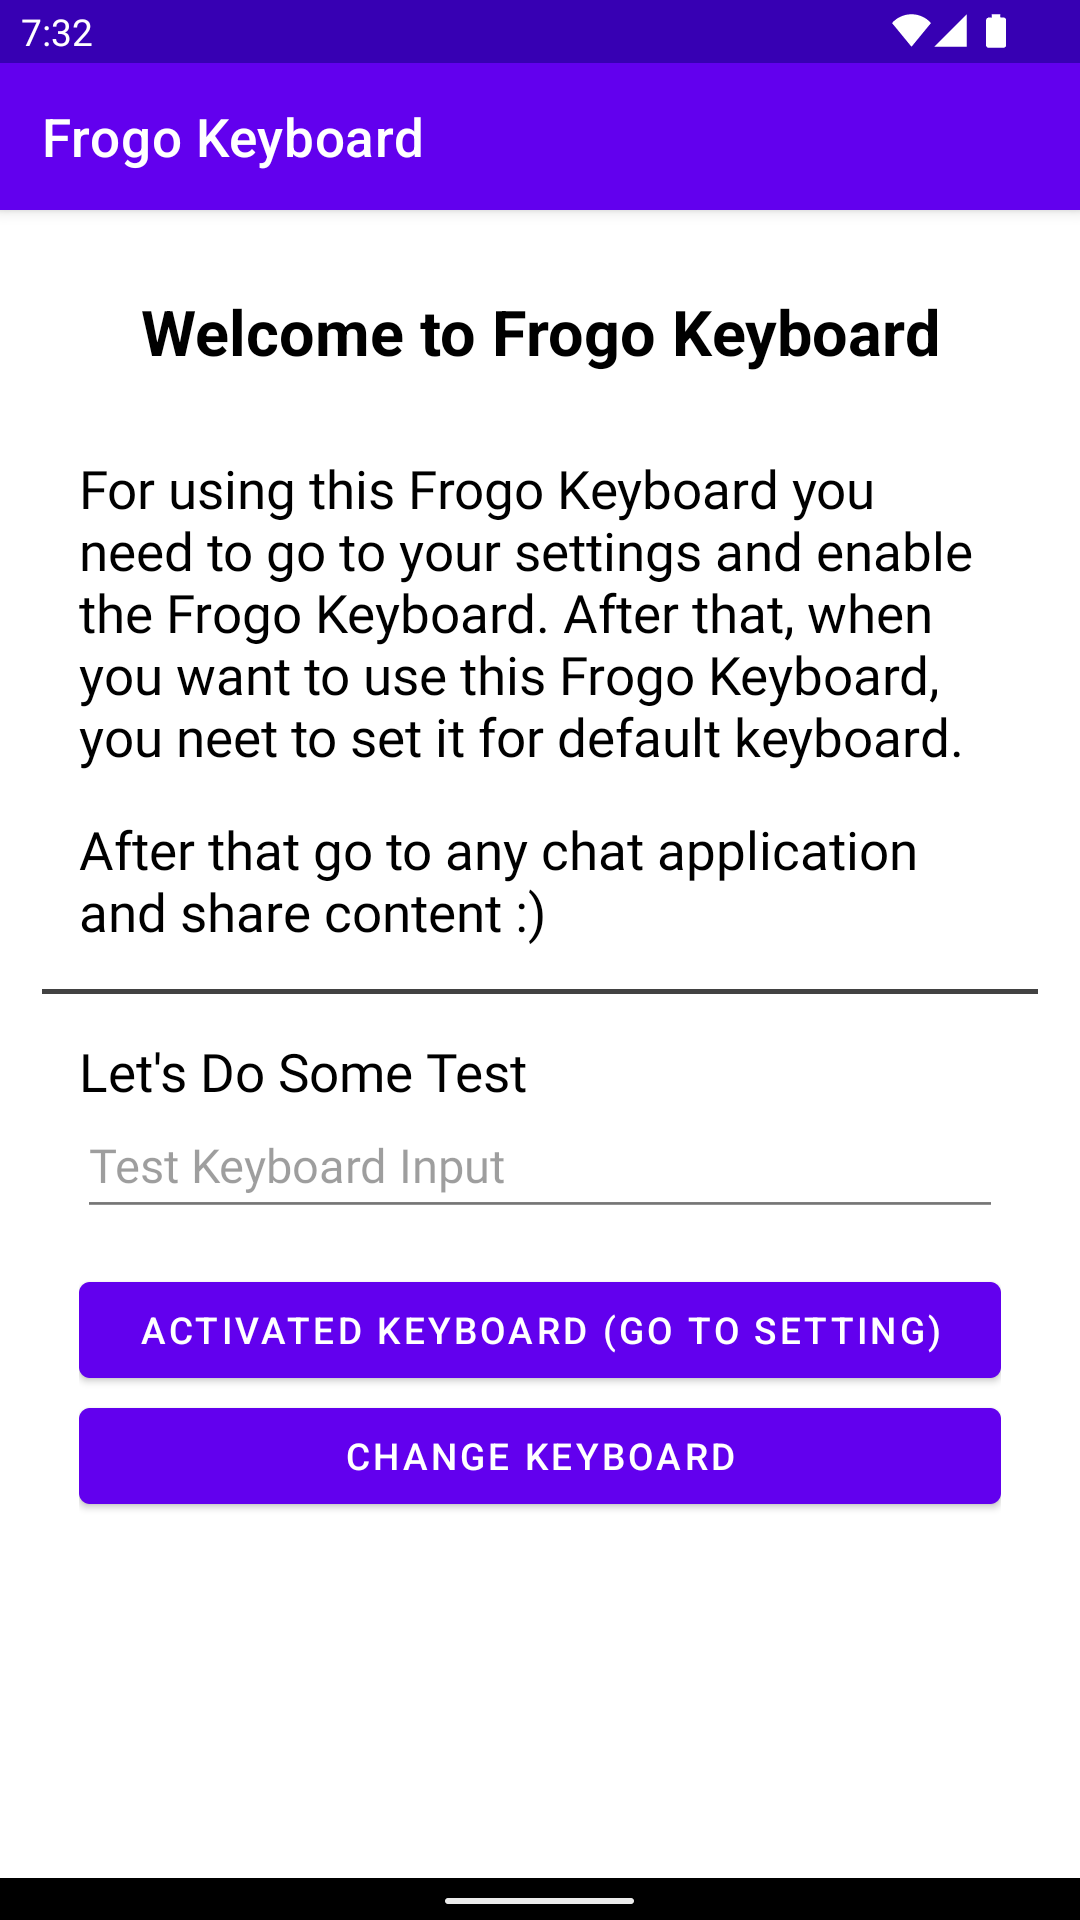 7:32
Frogo Keyboard
Welcome to Frogo Keyboard
For using this Frogo Keyboard you
need to go to your settings and enable
the Frogo Keyboard. After that, when
you want to use this Frogo Keyboard,
you neet to set it for default keyboard.
After that go to any chat application
and share content :)
Let's Do Some Test
Test Keyboard Input
ACTIVATED KEYBOARD (GO TO SETTING)
CHANGE KEYBOARD